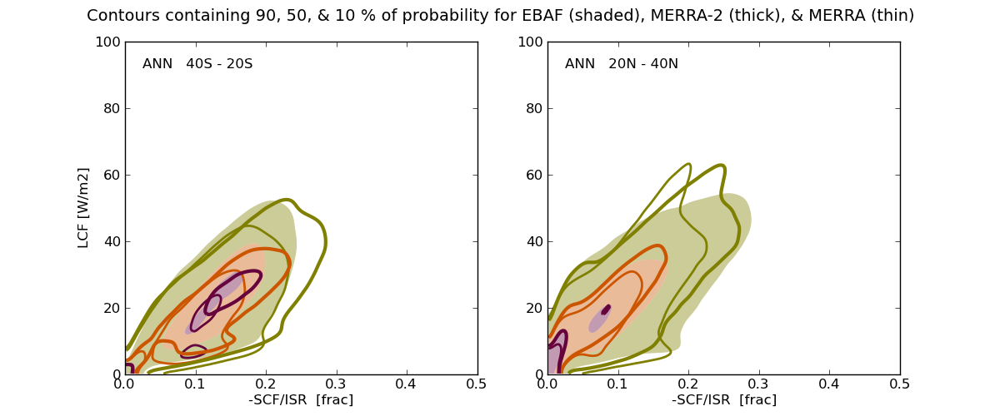 Contours containing 90, 50, & 10 % of probability for EBAF (shaded), MERRA-2 (thick), & MERRA (thin)
ANN 40S - 20S
LCF [W/m2]
100
80
60
40
20
0
0.0 0.1 0.2 0.3 0.4 0.5
-SCF/ISR [frac]
ANN 20N - 40N
100
80
60
40
20
0
0.0 0.1 0.2 0.3 0.4 0.5
-SCF/ISR [frac]